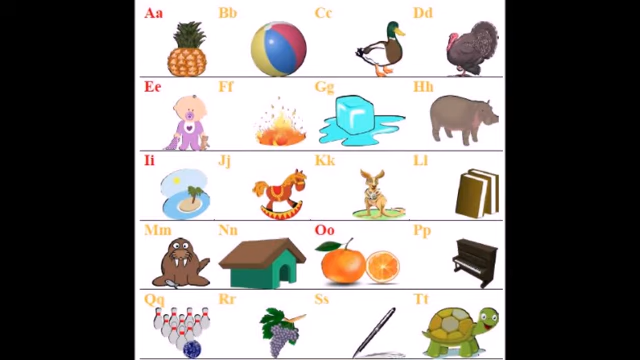 Aa Bb Cc Dd
Ee Ff Gg Hh
Ii Jj Kk Ll
Mm Nn Oo Pp
Qq Rr Ss Tt